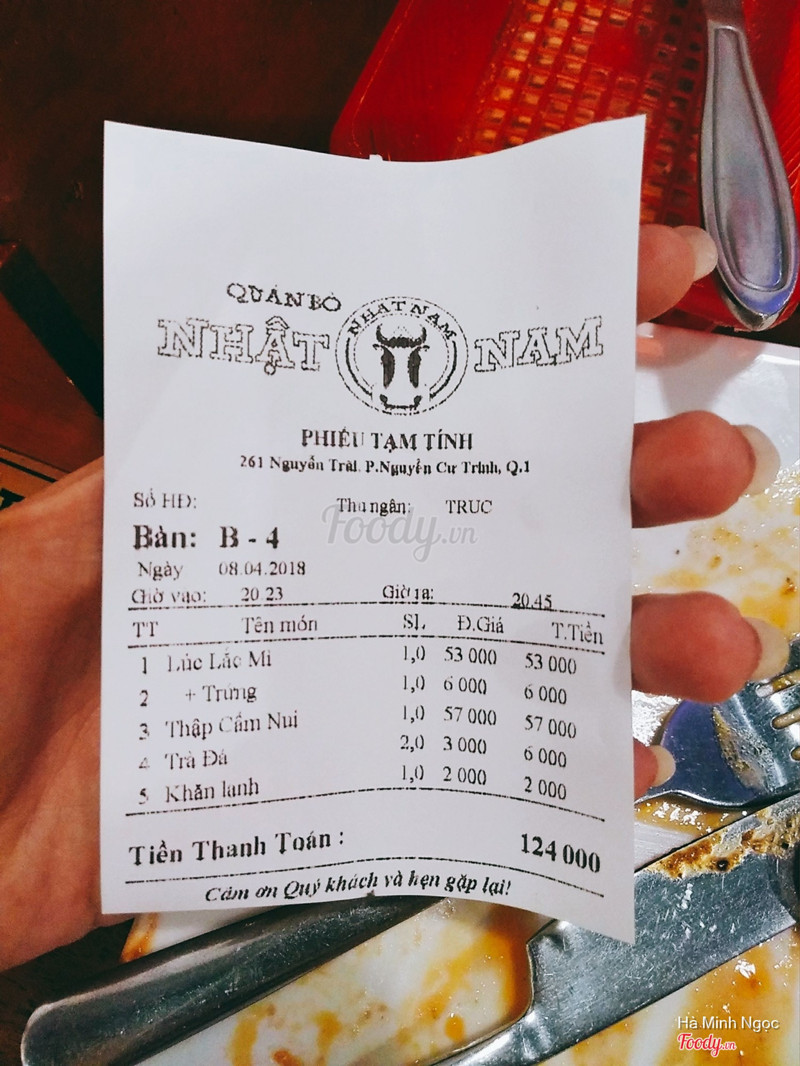 QUÁN BÒ
NHẬT NAM
NHAT NAM
PHIẾU TẠM TÍNH
261 Nguyễn Trãi, P.Nguyễn Cư Trinh, Q.1
Số HĐ: Thu ngân: TRUC
Foody.vn
Bàn: B - 4
Ngày 08.04.2018
Giờ vào: 20 23 Giờ ra: 20.45
TT Tên món SL Đ.Giá T.Tiền
1 Lúc Lắc Mì 1,0 53 000 53 000
2 + Trứng 1,0 6 000 6 000
3 Thập Cẩm Nui 1,0 57 000 57 000
4 Trà Đá 2,0 3 000 6 000
5 Khăn lạnh 1,0 2 000 2 000
Tiền Thanh Toán : 124 000
Cảm ơn Quý khách và hẹn gặp lại!
Hà Minh Ngọc
Foody.vn